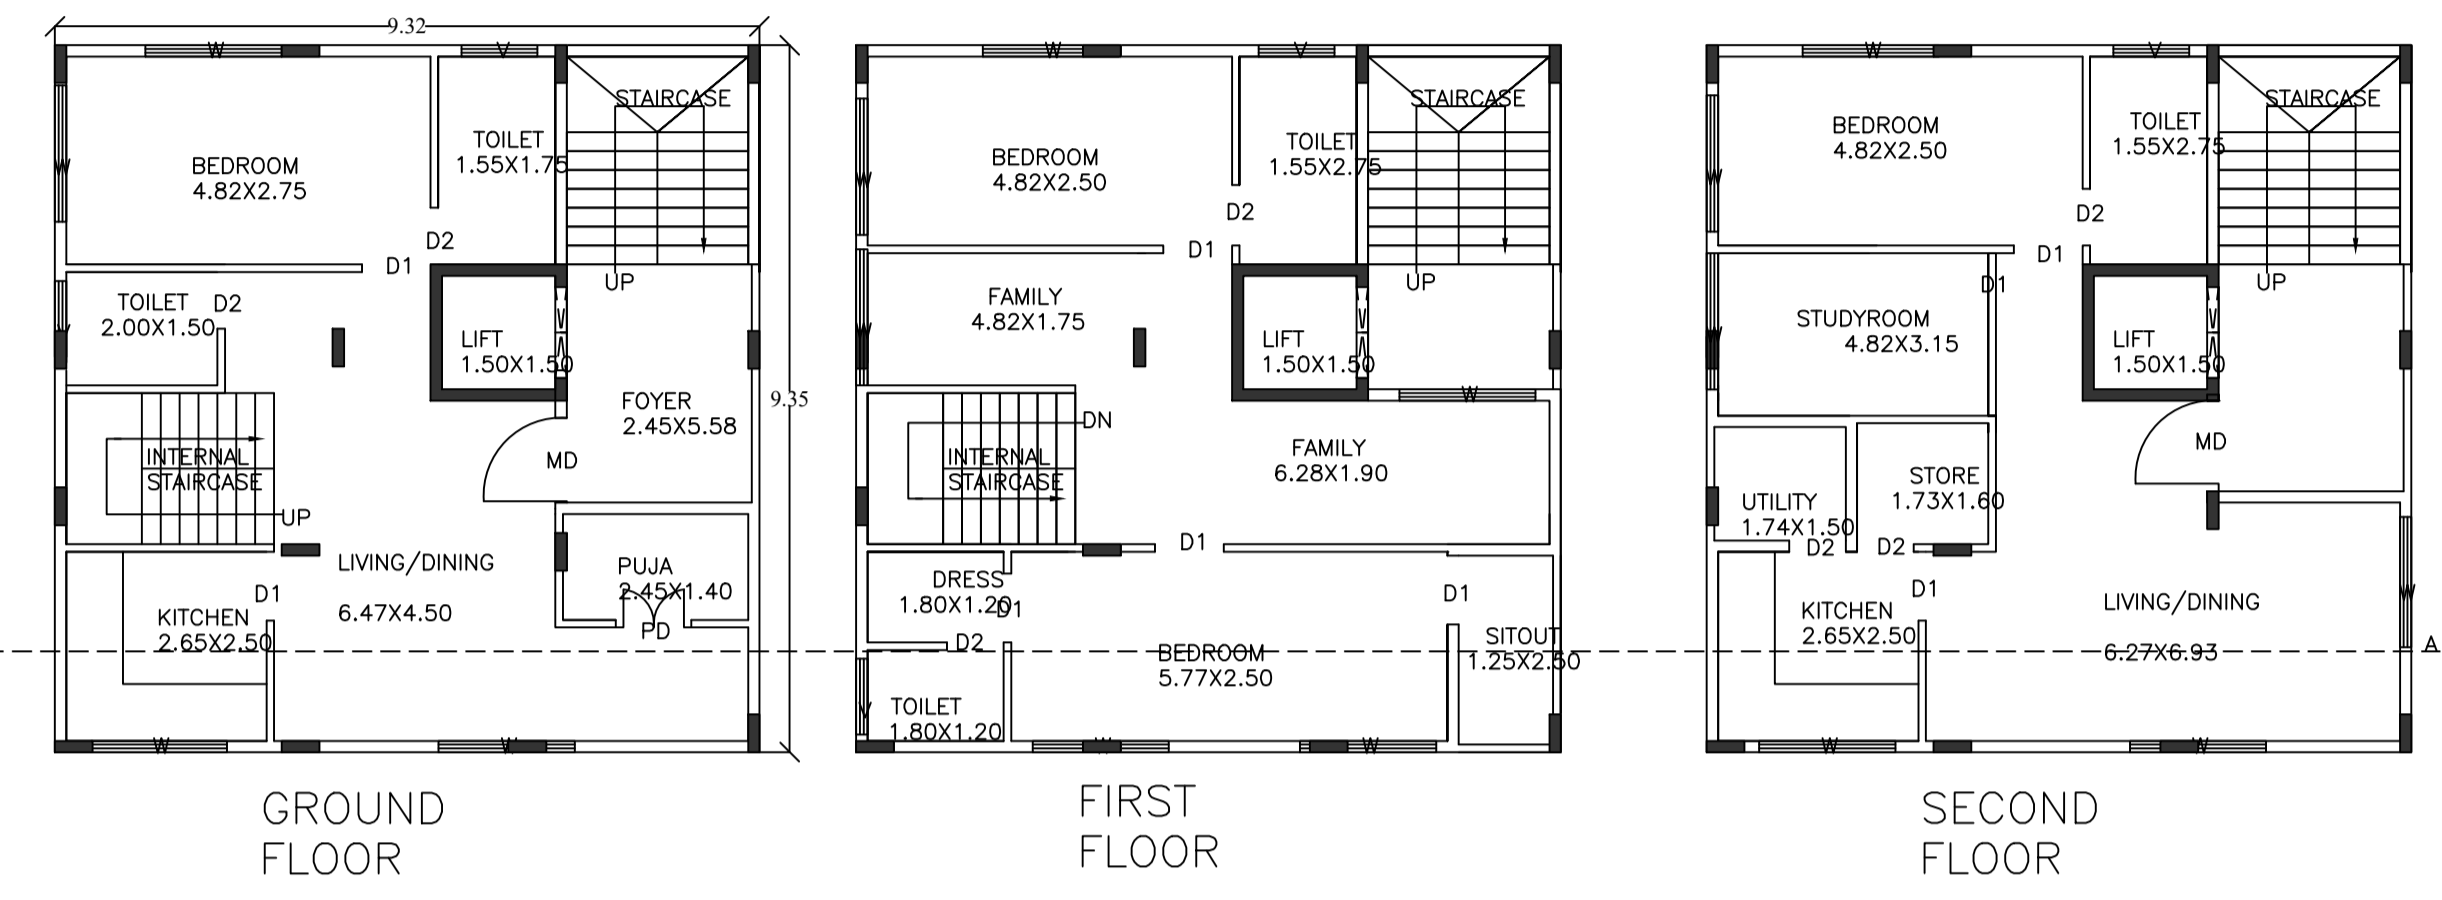 9.32
W
V
STAIRCASE
BEDROOM
4.82X2.75
TOILET
1.55X1.75
W
D2
D1
UP
TOILET
2.00X1.50
D2
V
LIFT
1.50X1.50
FOYER
2.45X5.58
9.35
INTERNAL
STAIRCASE
UP
MD
LIVING/DINING
6.47X4.50
PUJA
2.45X1.40
PD
D1
KITCHEN
2.65X2.50
W
W
GROUND
FLOOR
W
V
STAIRCASE
BEDROOM
4.82X2.50
TOILET
1.55X2.75
W
D2
D1
UP
FAMILY
4.82X1.75
W
LIFT
1.50X1.50
W
DN
INTERNAL
STAIRCASE
FAMILY
6.28X1.90
D1
DRESS
1.80X1.20
D1
D1
D2
BEDROOM
5.77X2.50
SITOUT
1.25X2.50
TOILET
1.80X1.20
V
W
W
FIRST
FLOOR
W
V
STAIRCASE
BEDROOM
4.82X2.50
TOILET
1.55X2.75
W
D2
D1
D1
UP
STUDYROOM
4.82X3.15
W
LIFT
1.50X1.50
MD
STORE
1.73X1.60
UTILITY
1.74X1.50
D2
D2
D1
KITCHEN
2.65X2.50
LIVING/DINING
6.27X6.93
W
A
W
W
SECOND
FLOOR